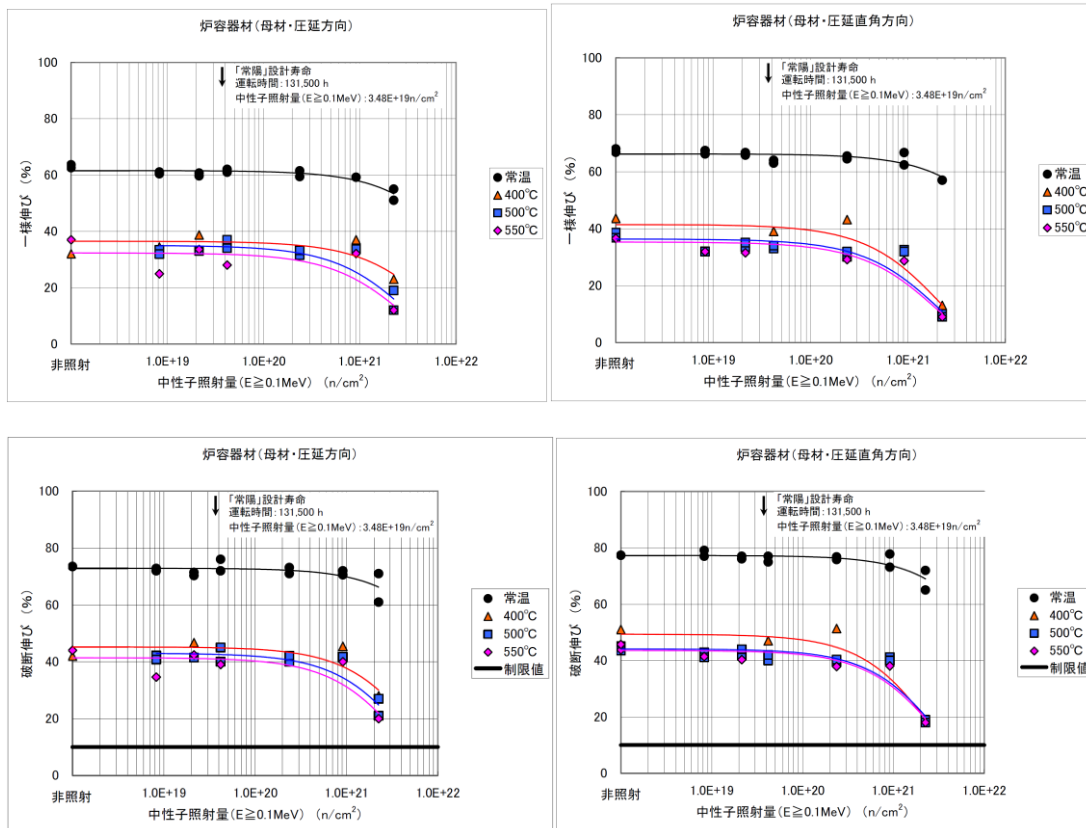 炉容器材(母材・圧延方向)
100
80
60
40
20
0
一様伸び (%)
「常陽」設計寿命
運転時間:131,500 h
中性子照射量(E≧0.1MeV):3.48E+19n/cm²
常温
400℃
500℃
550℃
非照射
1.0E+19
1.0E+20
1.0E+21
1.0E+22
中性子照射量(E≧0.1MeV) (n/cm²)
炉容器材(母材・圧延直角方向)
100
80
60
40
20
0
一様伸び (%)
「常陽」設計寿命
運転時間:131,500 h
中性子照射量(E≧0.1MeV):3.48E+19n/cm²
常温
400℃
500℃
550℃
非照射
1.0E+19
1.0E+20
1.0E+21
1.0E+22
中性子照射量(E≧0.1MeV) (n/cm²)
炉容器材(母材・圧延方向)
100
80
60
40
20
0
破断伸び (%)
「常陽」設計寿命
運転時間:131,500 h
中性子照射量(E≧0.1MeV):3.48E+19n/cm²
常温
400℃
500℃
550℃
制限値
非照射
1.0E+19
1.0E+20
1.0E+21
1.0E+22
中性子照射量(E≧0.1MeV) (n/cm²)
炉容器材(母材・圧延直角方向)
100
80
60
40
20
0
破断伸び (%)
「常陽」設計寿命
運転時間:131,500 h
中性子照射量(E≧0.1MeV):3.48E+19n/cm²
常温
400℃
500℃
550℃
制限値
非照射
1.0E+19
1.0E+20
1.0E+21
1.0E+22
中性子照射量(E≧0.1MeV) (n/cm²)